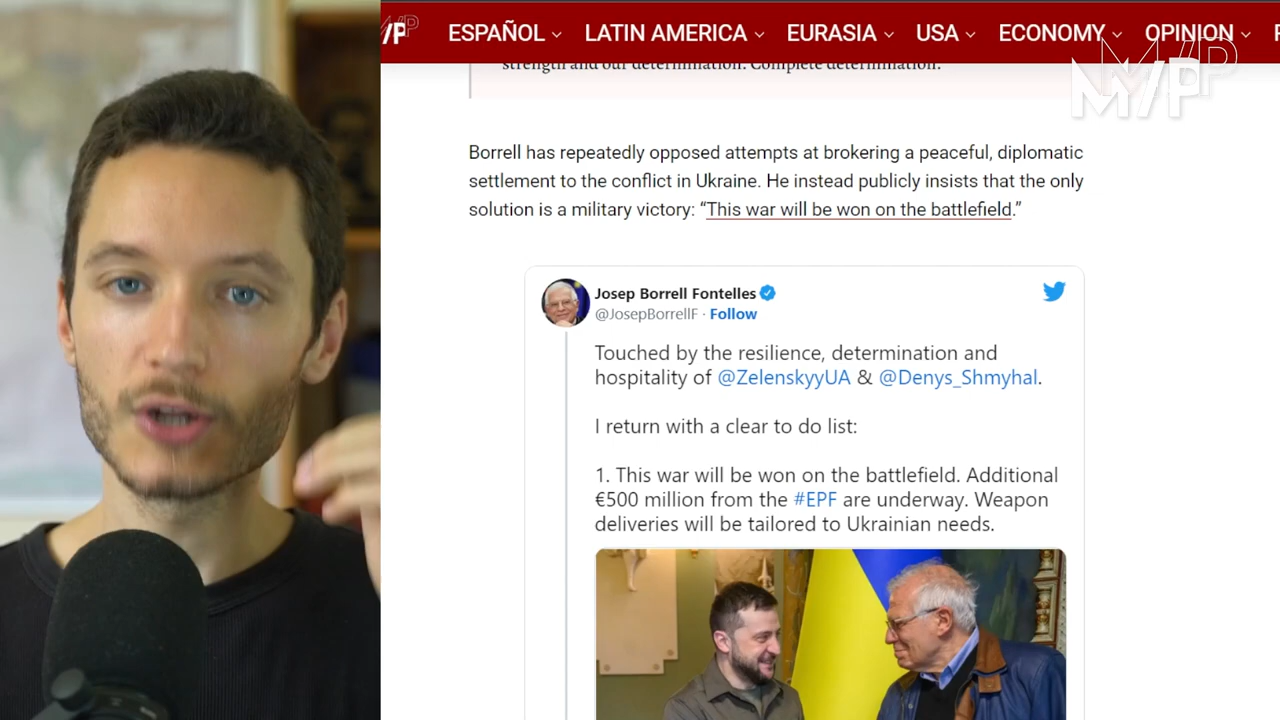 M/P
ESPAÑOL LATIN AMERICA EURASIA USA ECONOMY OPINION
M//P
M/P
strength and our determination. Complete determination.
Borrell has repeatedly opposed attempts at brokering a peaceful, diplomatic
settlement to the conflict in Ukraine. He instead publicly insists that the only
solution is a military victory: “This war will be won on the battlefield.”
Josep Borrell Fontelles
@JosepBorrellF · Follow
Touched by the resilience, determination and
hospitality of @ZelenskyyUA & @Denys_Shmyhal.
I return with a clear to do list:
1. This war will be won on the battlefield. Additional
€500 million from the #EPF are underway. Weapon
deliveries will be tailored to Ukrainian needs.